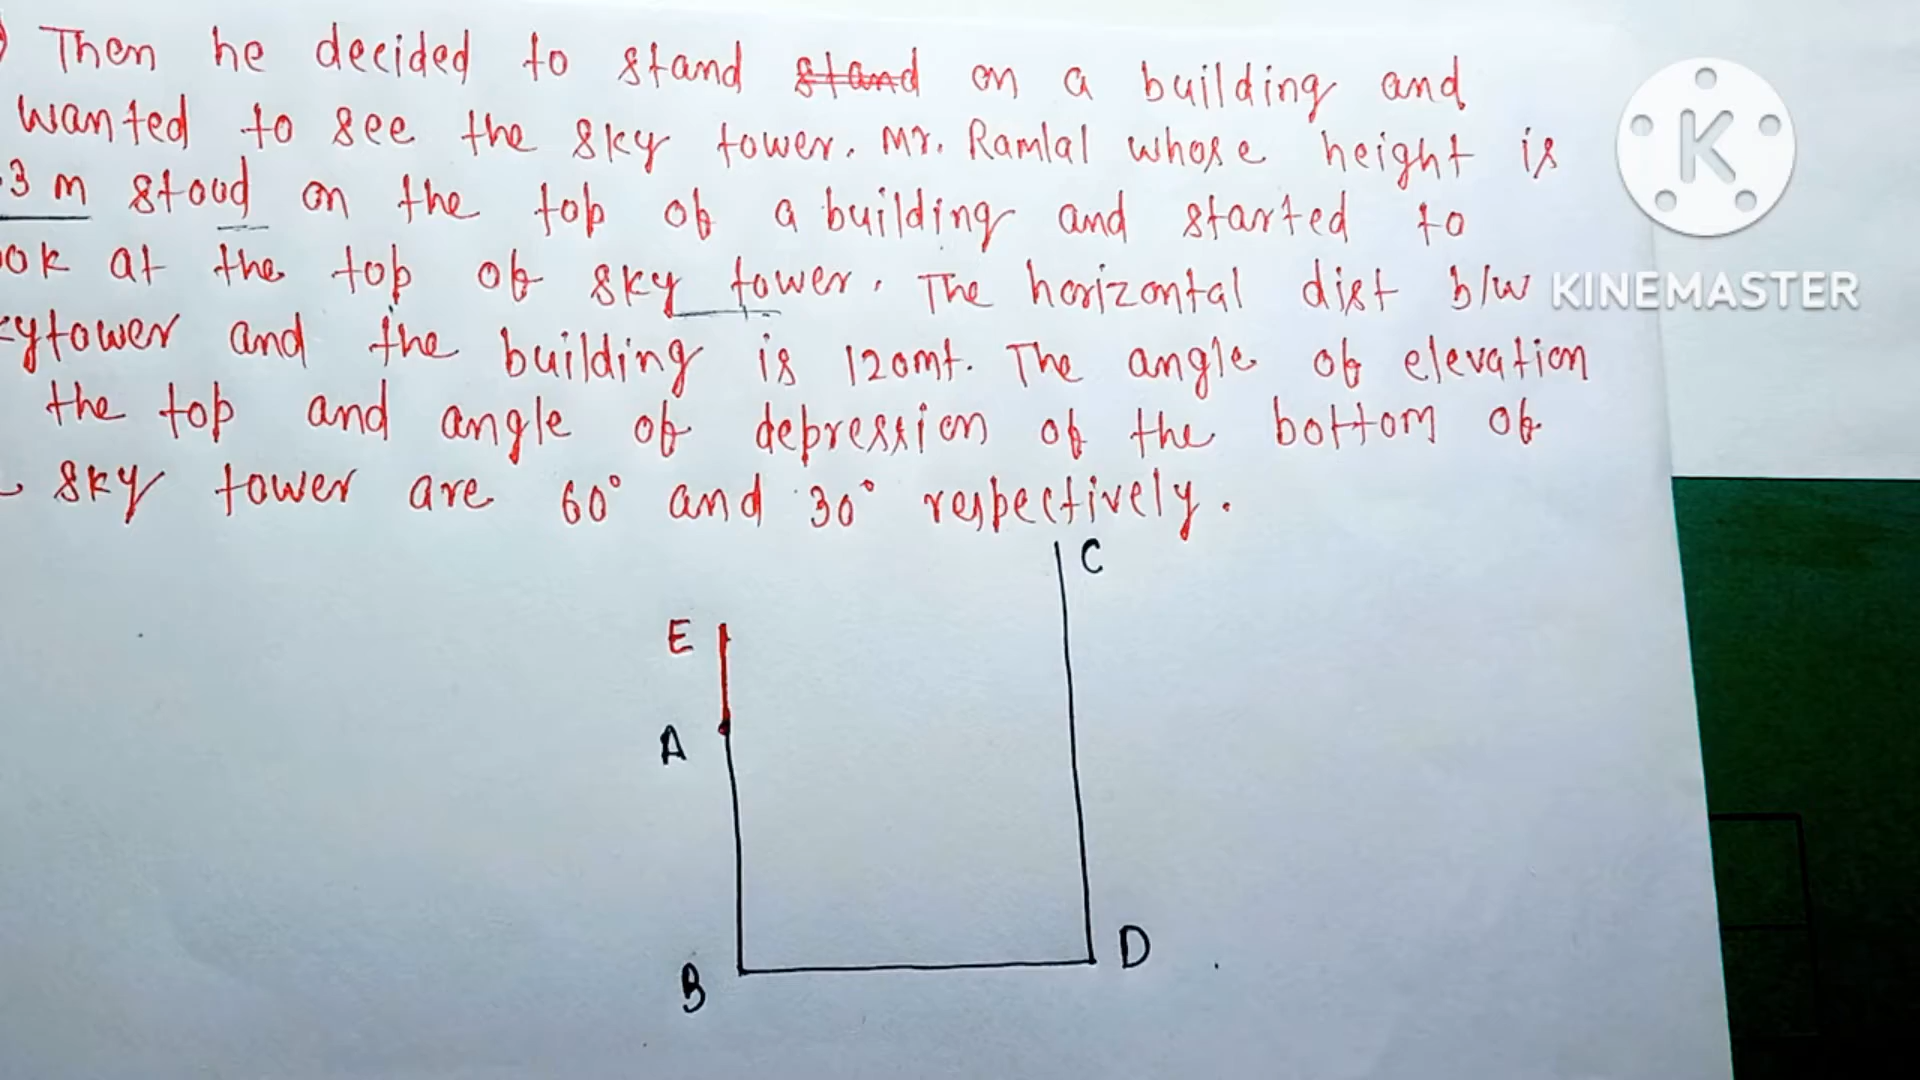 Then he decided to stand stand on a building and
wanted to see the sky tower. Mr. Ramlal whose height is
3 m stood on the top of a building and started to
ok at the top of sky tower. The horizontal dist b/w
ytower and the building is 120mt. The angle of elevation
the top and angle of depression of the bottom of
sky tower are 60° and 30° respectively.
K
KINEMASTER
C
E
A
B
D